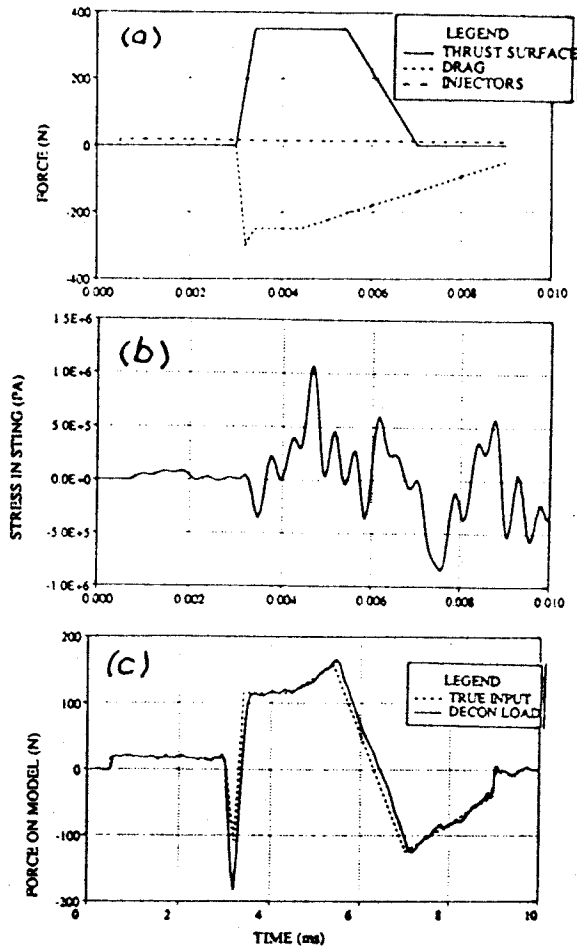 (a)
LEGEND
THRUST SURFACE
DRAG
INJECTORS
FORCE (N)
400
200
0
-200
-400
0.000
0.002
0.004
0.006
0.008
0.010
(b)
STRESS IN STING (PA)
1.5E+6
1.0E+6
5.0E+5
0.0E+0
-5.0E+5
-1.0E+6
0.000
0.002
0.004
0.006
0.008
0.010
(c)
LEGEND
TRUE INPUT
DECON LOAD
FORCE ON MODEL (N)
200
100
0
-100
-200
0
2
4
6
8
10
TIME (ms)